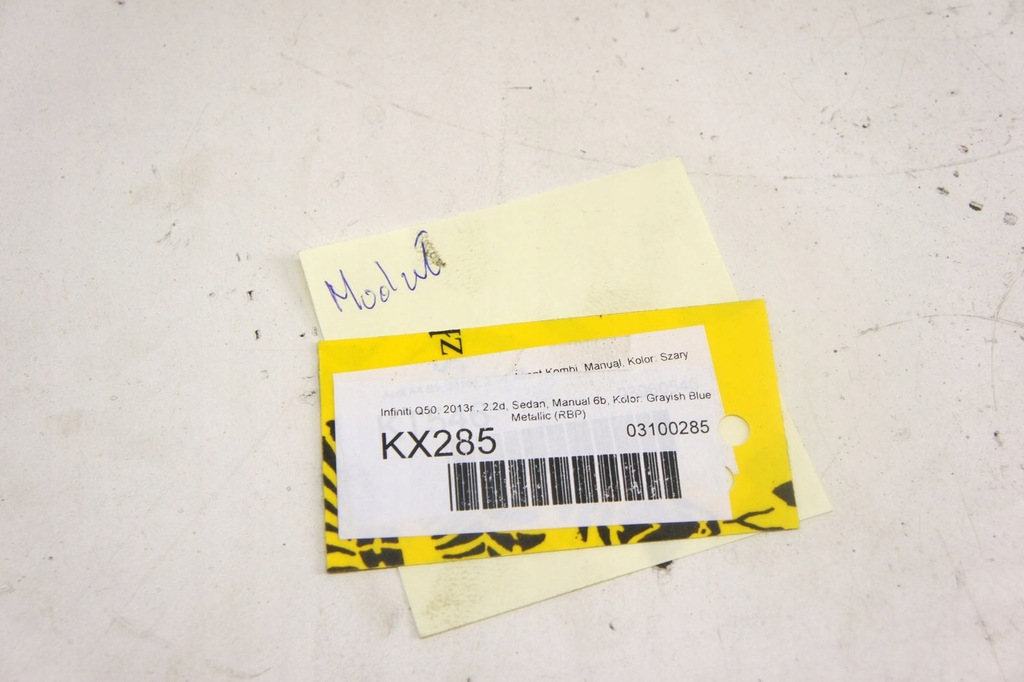 Moduł
Kombi, Manual, Kolor: Szary
Infiniti Q50, 2013r., 2.2d, Sedan, Manual 6b, Kolor: Grayish Blue
Metallic (RBP)
KX285
03100285